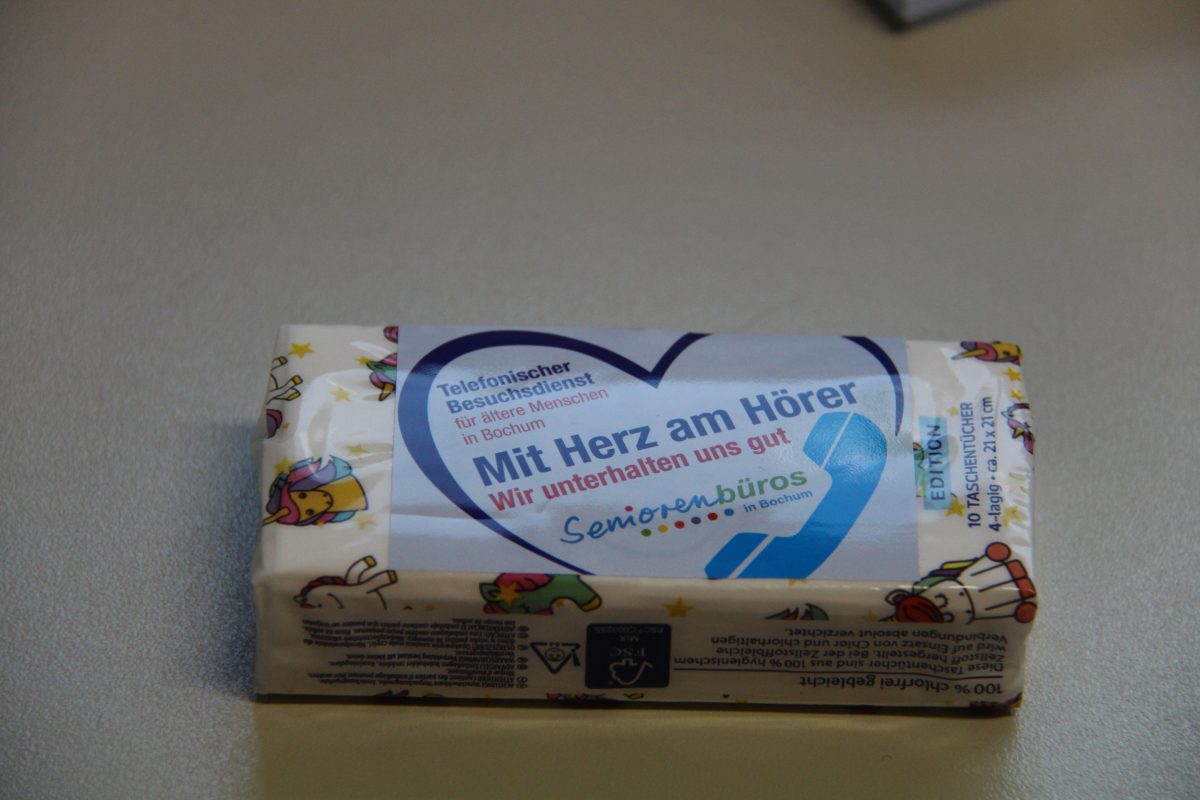 Telefonischer
Besuchsdienst
für ältere Menschen
in Bochum
Mit Herz am Hörer
Wir unterhalten uns gut
Seniorenbüros
in Bochum
EDITION
10 TASCHENTÜCHER
4-lagig • ca. 21 x 21 cm
100 % chlorfrei gebleicht
Diese Taschentücher sind aus 100 % hygienischem
Zellstoff hergestellt. Bei der Zellstoffbleiche
wird auf Einsatz von Chlor und chlorhaltigen
Verbindungen absolut verzichtet.
FSC
MIX